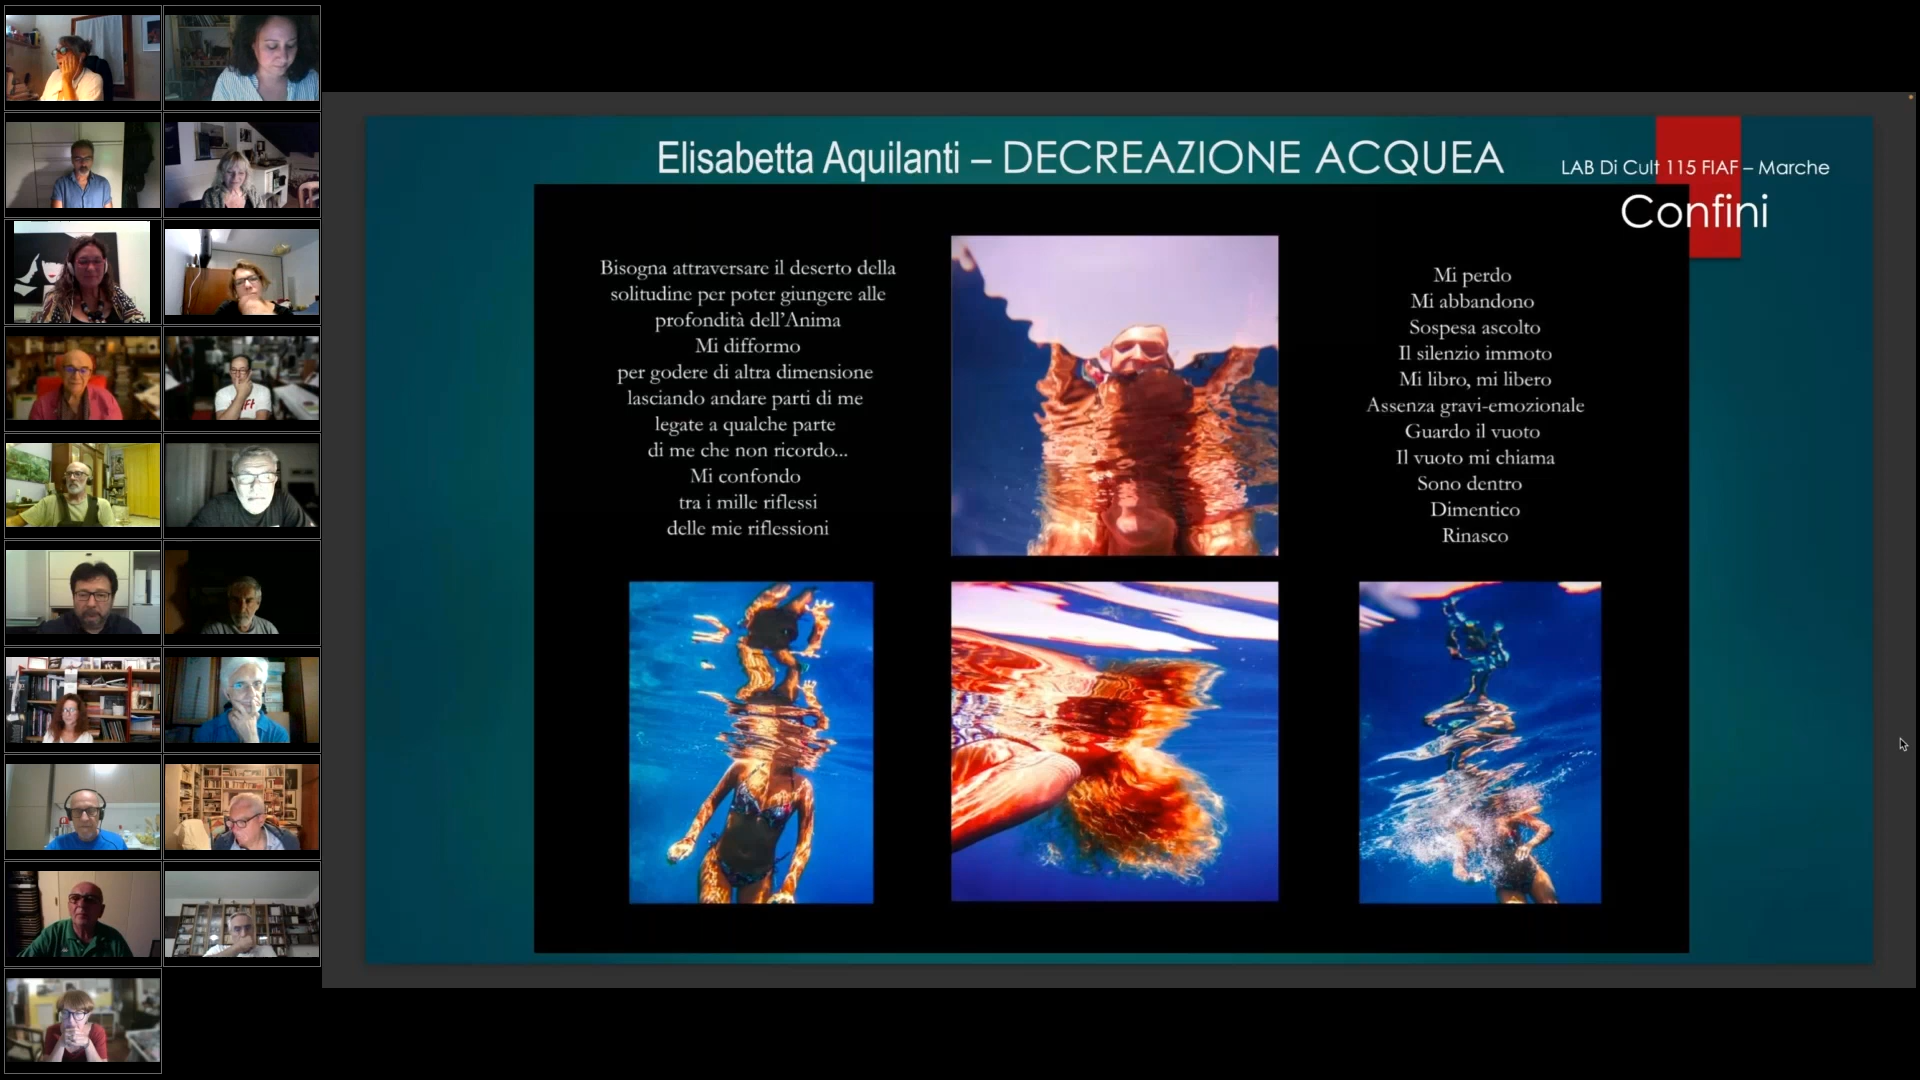 Elisabetta Aquilanti – DECREAZIONE ACQUEA
LAB Di Cult 115 FIAF – Marche
Confini
Bisogna attraversare il deserto della
solitudine per poter giungere alle
profondità dell'Anima
Mi difformo
per godere di altra dimensione
lasciando andare parti di me
legate a qualche parte
di me che non ricordo...
Mi confondo
tra i mille riflessi
delle mie riflessioni
Mi perdo
Mi abbandono
Sospesa ascolto
Il silenzio immoto
Mi libro, mi libero
Assenza gravi-emozionale
Guardo il vuoto
Il vuoto mi chiama
Sono dentro
Dimentico
Rinasco